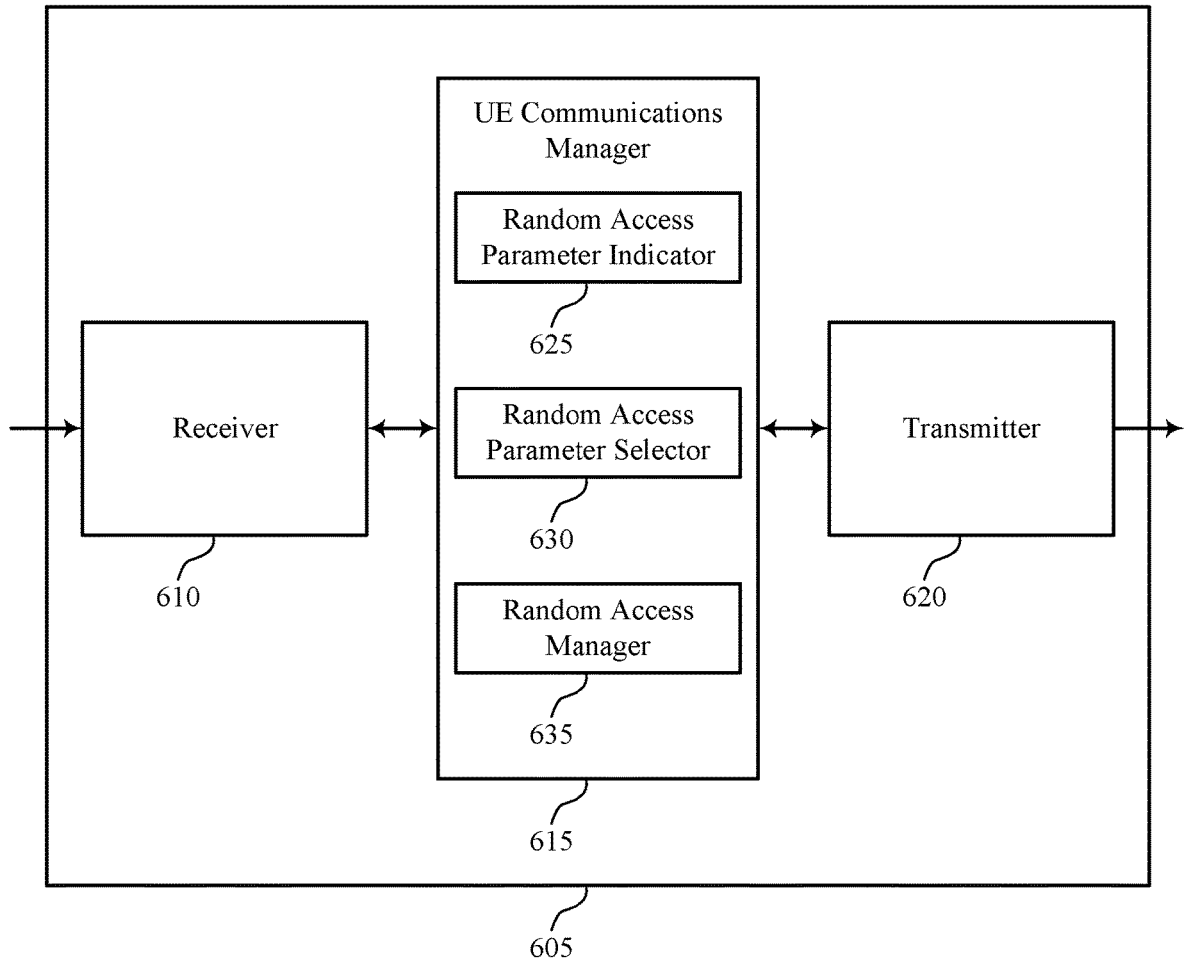 UE Communications
Manager
Random Access
Parameter Indicator
625
Receiver
610
Random Access
Parameter Selector
630
Transmitter
620
Random Access
Manager
635
615
605